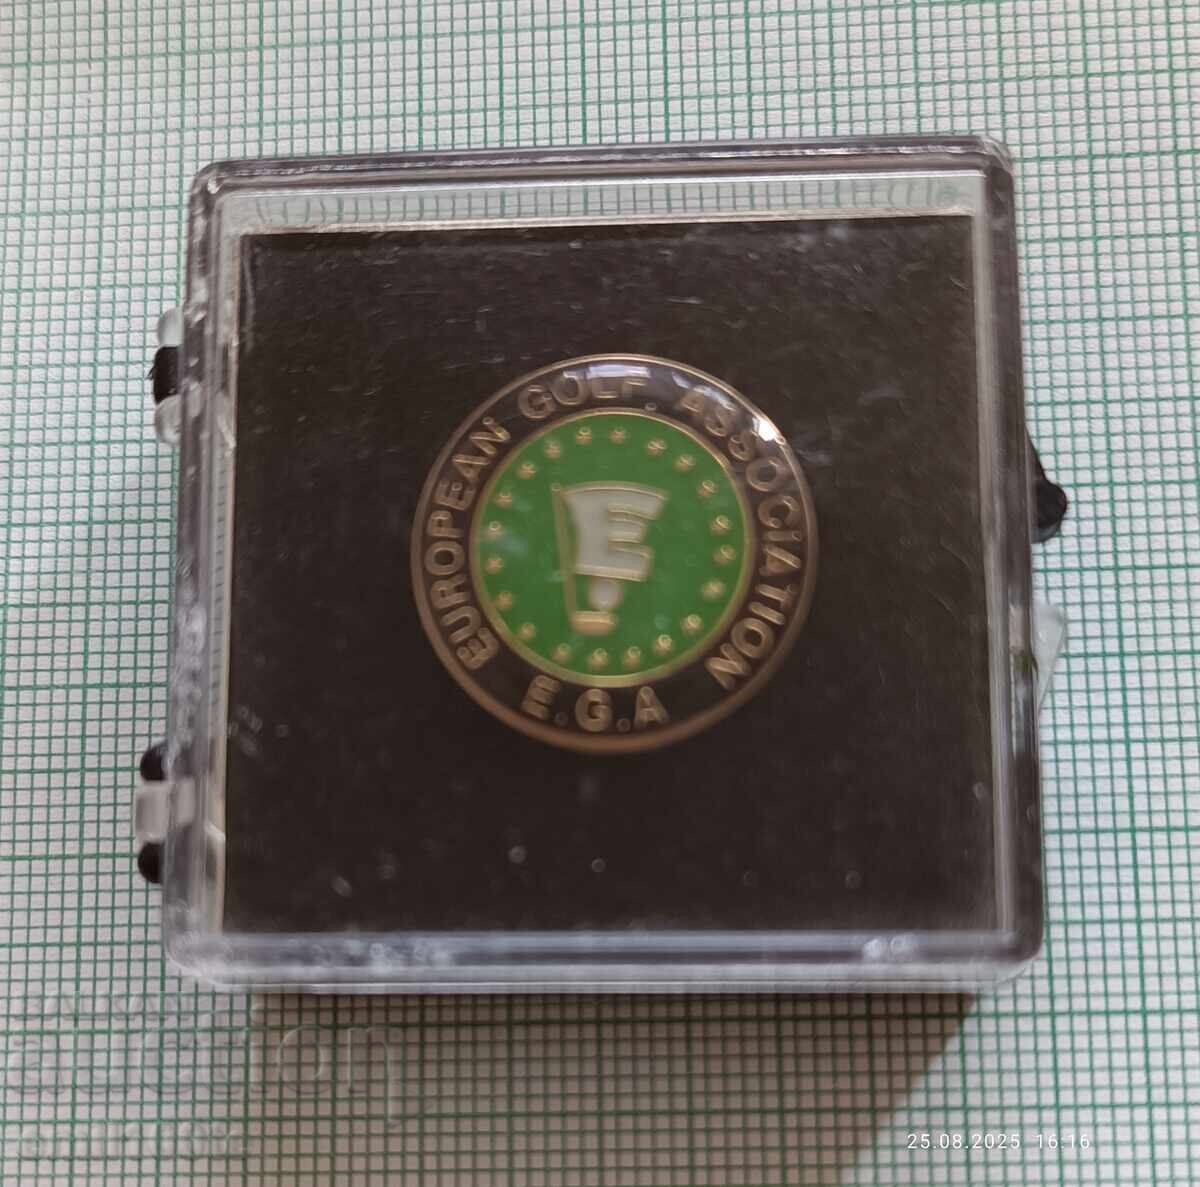 EUROPEAN GOLF. ASSOCIATION
E
E.G.A
25.08.2025 16:16